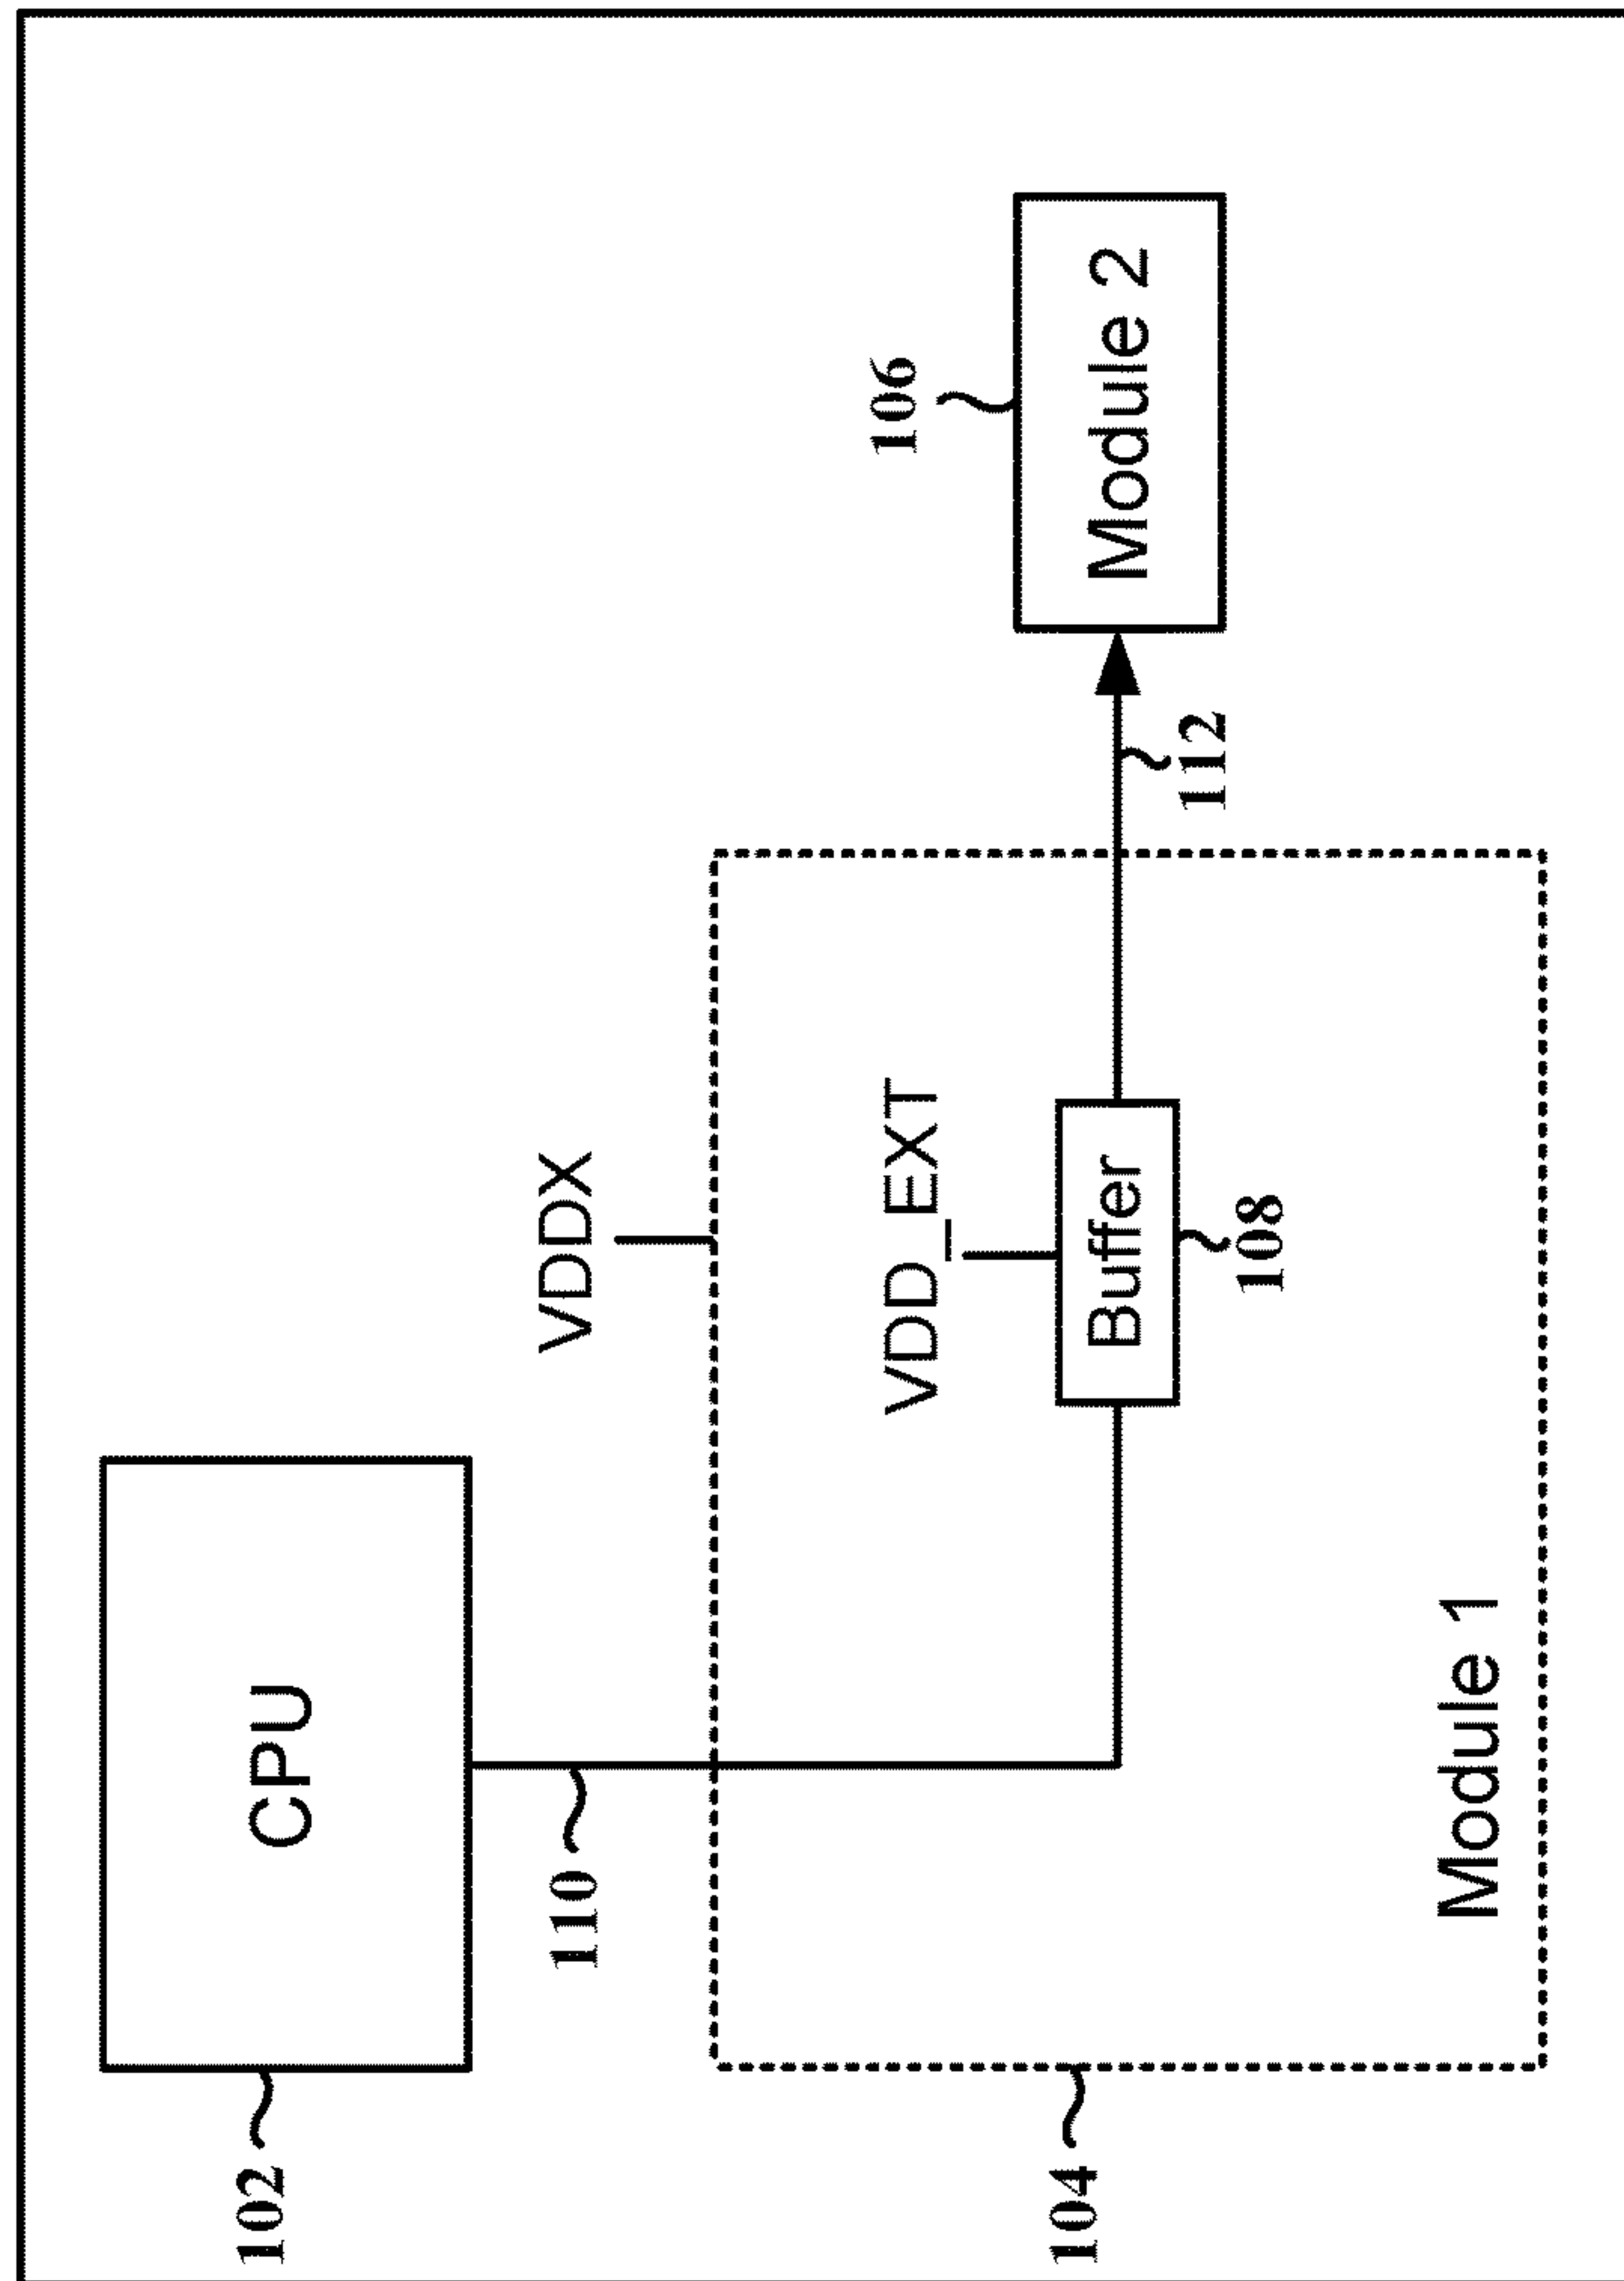 102
CPU
110
VDDX
104
VDD_EXT
106
Buffer
108
112
Module 2
Module 1